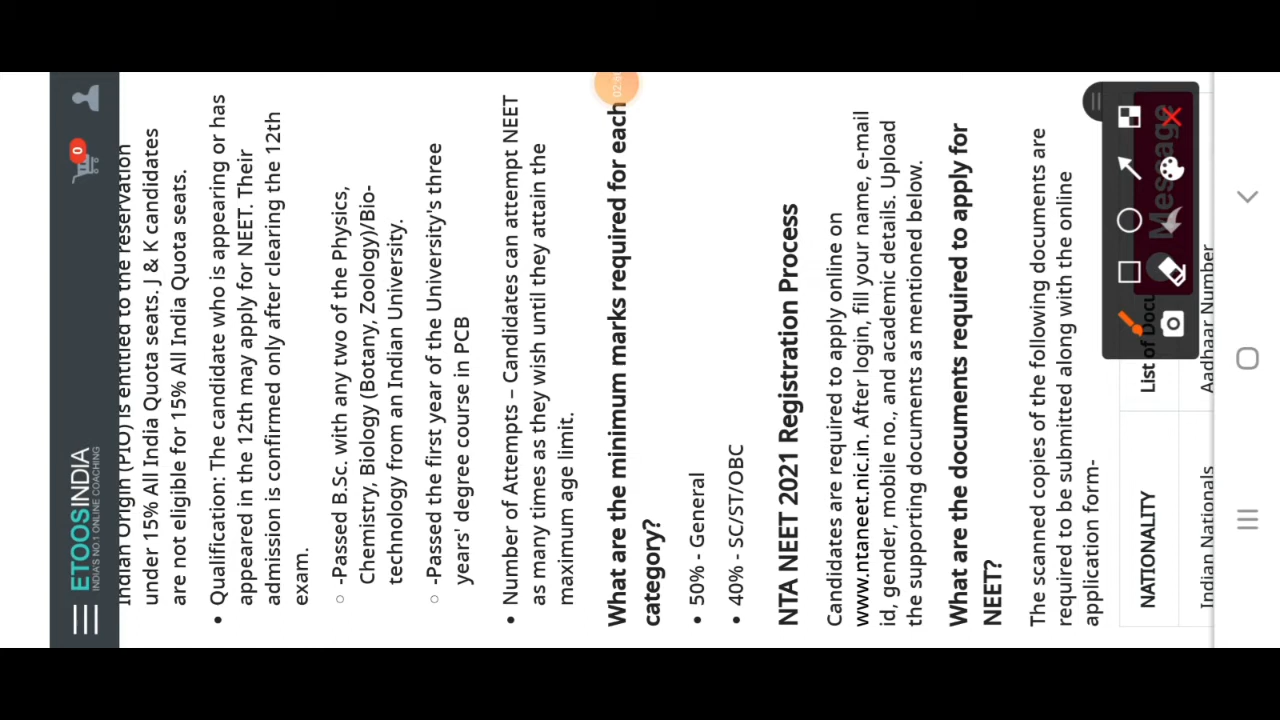 ETOOSINDIA
INDIA'S NO.1 ONLINE COACHING
0
Indian Origin (PIO) is entitled to the reservation
under 15% All India Quota seats. J & K candidates
are not eligible for 15% All India Quota seats.
• Qualification: The candidate who is appearing or has
appeared in the 12th may apply for NEET. Their
admission is confirmed only after clearing the 12th
exam.
○ -Passed B.Sc. with any two of the Physics,
Chemistry, Biology (Botany, Zoology)/Bio-
technology from an Indian University.
○ -Passed the first year of the University's three
years' degree course in PCB
• Number of Attempts – Candidates can attempt NEET
as many times as they wish until they attain the
maximum age limit.
What are the minimum marks required for each
category?
• 50% - General
• 40% - SC/ST/OBC
NTA NEET 2021 Registration Process
Candidates are required to apply online on
www.ntaneet.nic.in. After login, fill your name, e-mail
id, gender, mobile no., and academic details. Upload
the supporting documents as mentioned below.
What are the documents required to apply for
NEET?
The scanned copies of the following documents are
required to be submitted along with the online
application form-
NATIONALITY List of Docu
Indian Nationals Aadhaar Number
Message